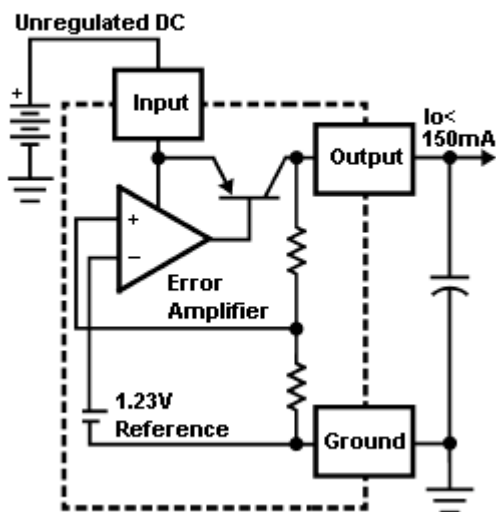 Unregulated DC
+
Input
Io<
150mA
Output
+
−
Error
Amplifier
1.23V
Reference
Ground